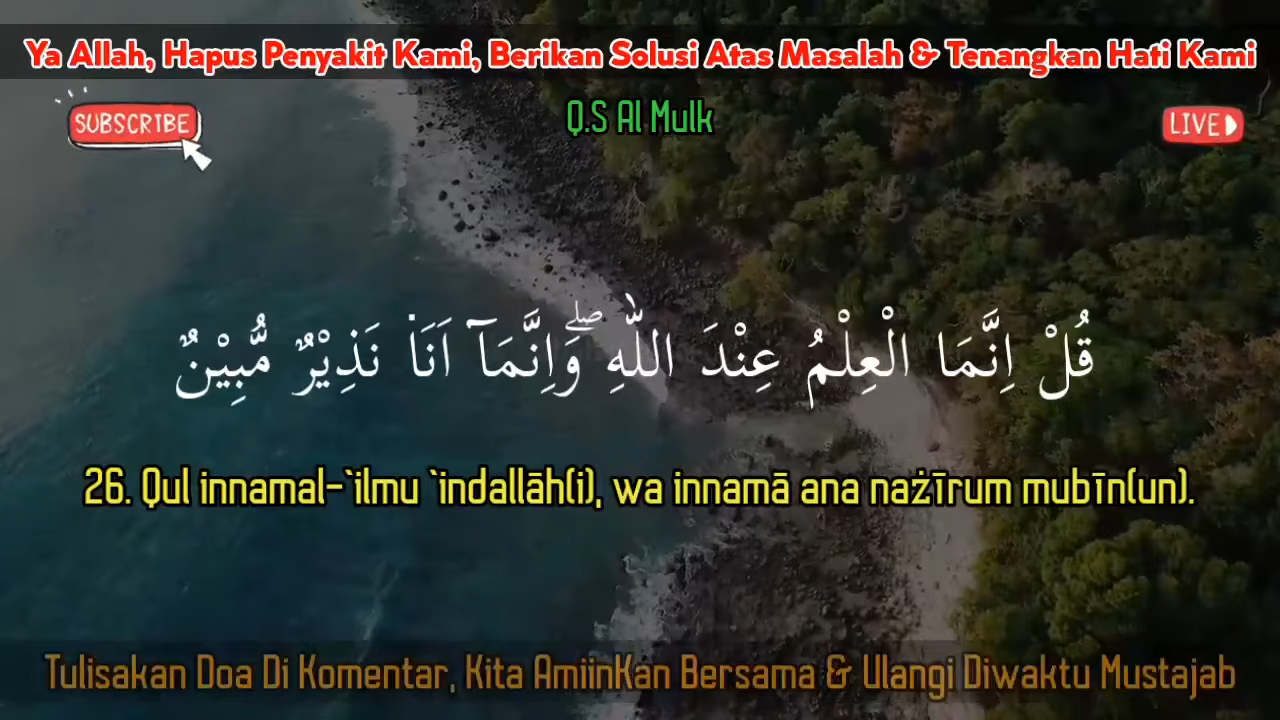 Ya Allah, Hapus Penyakit Kami, Berikan Solusi Atas Masalah & Tenangkan Hati Kami
SUBSCRIBE
Q.S Al Mulk
LIVE
قُلْ اِنَّمَا الْعِلْمُ عِنْدَ اللّٰهِ ۖوَاِنَّمَآ اَنَا۠ نَذِيْرٌ مُّبِيْنٌ
26. Qul innamal-`ilmu `indallāh(i), wa innamā ana nażīrum mubīn(un).
Tulisakan Doa Di Komentar, Kita AmiinKan Bersama & Ulangi Diwaktu Mustajab